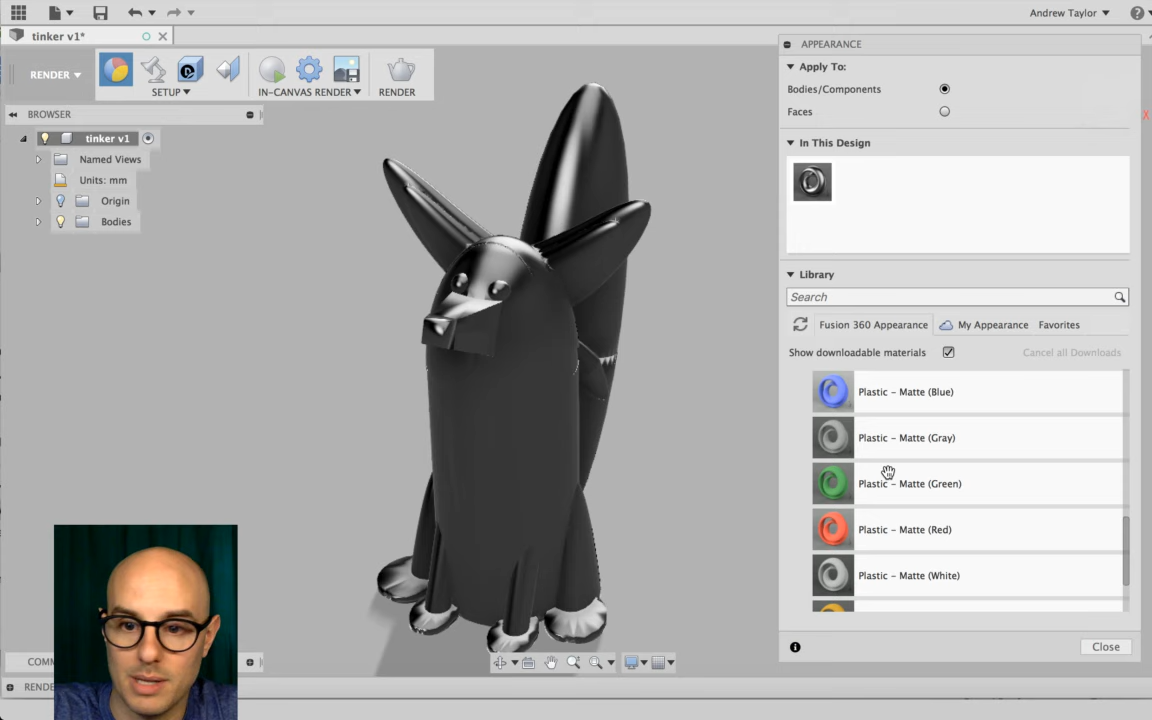 Andrew Taylor
tinker v1*
APPEARANCE
RENDER
SETUP
IN-CANVAS RENDER
RENDER
Apply To:
Bodies/Components
Faces
BROWSER
tinker v1
Named Views
Units: mm
Origin
Bodies
In This Design
Library
Search
Fusion 360 Appearance
My Appearance
Favorites
Show downloadable materials
Cancel all Downloads
Plastic - Matte (Blue)
Plastic - Matte (Gray)
Plastic - Matte (Green)
Plastic - Matte (Red)
Plastic - Matte (White)
Close
COM
RENDE